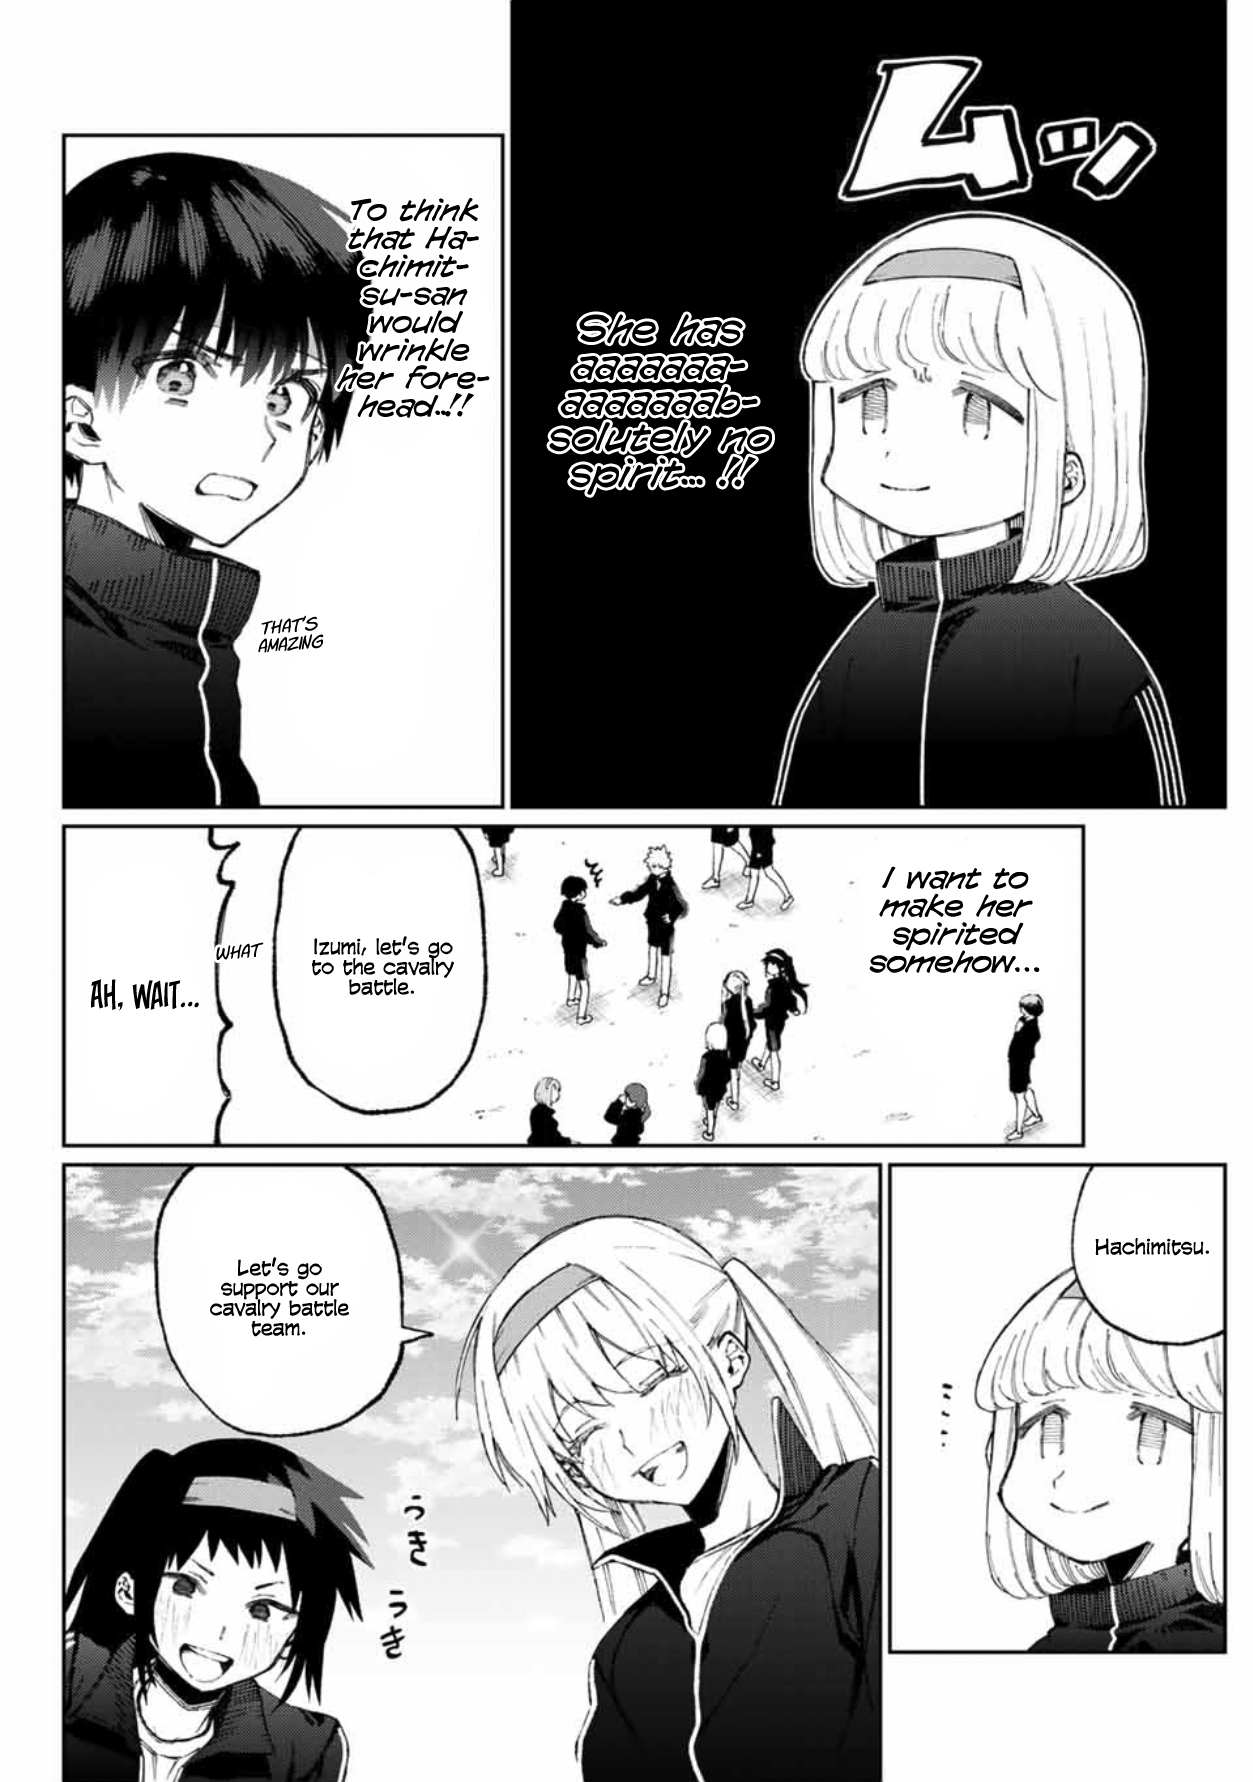 ムッ
She has
aaaaaaa-
aaaaaaaab-
solutely no
spirit... !!
To think
that Ha-
chimit-
su-san
would
wrinkle
her fore-
head..!!
THAT'S
AMAZING
I want to
make her
spirited
somehow...
Izumi, let's go
to the cavalry
battle.
WHAT
AH, WAIT...
Hachimitsu.
Let's go
support our
cavalry battle
team.
うき
うき